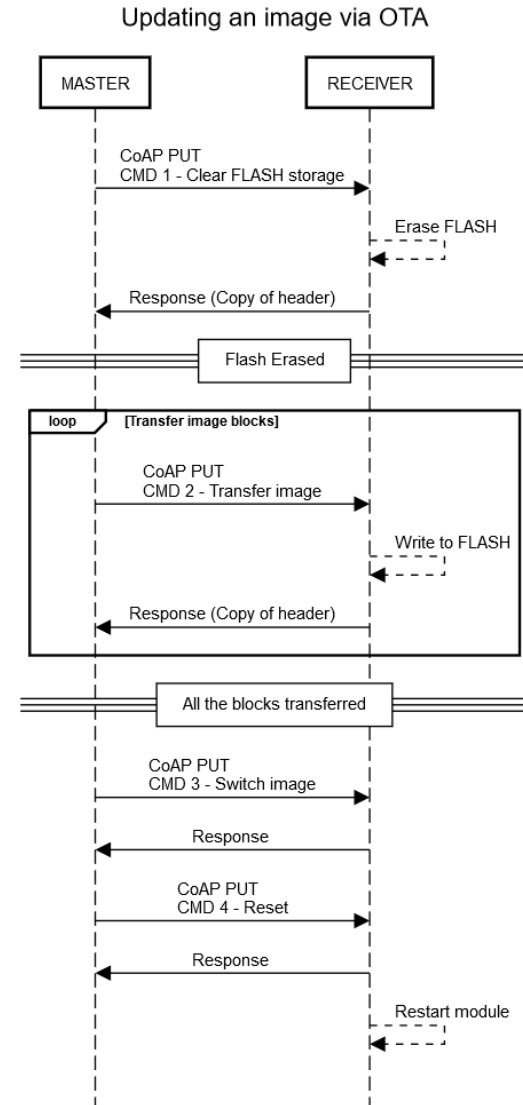 Updating an image via OTA
MASTER
RECEIVER
CoAP PUT
CMD 1 - Clear FLASH storage
Erase FLASH
Response (Copy of header)
Flash Erased
loop
[Transfer image blocks]
CoAP PUT
CMD 2 - Transfer image
Write to FLASH
Response (Copy of header)
All the blocks transferred
CoAP PUT
CMD 3 - Switch image
Response
CoAP PUT
CMD 4 - Reset
Response
Restart module